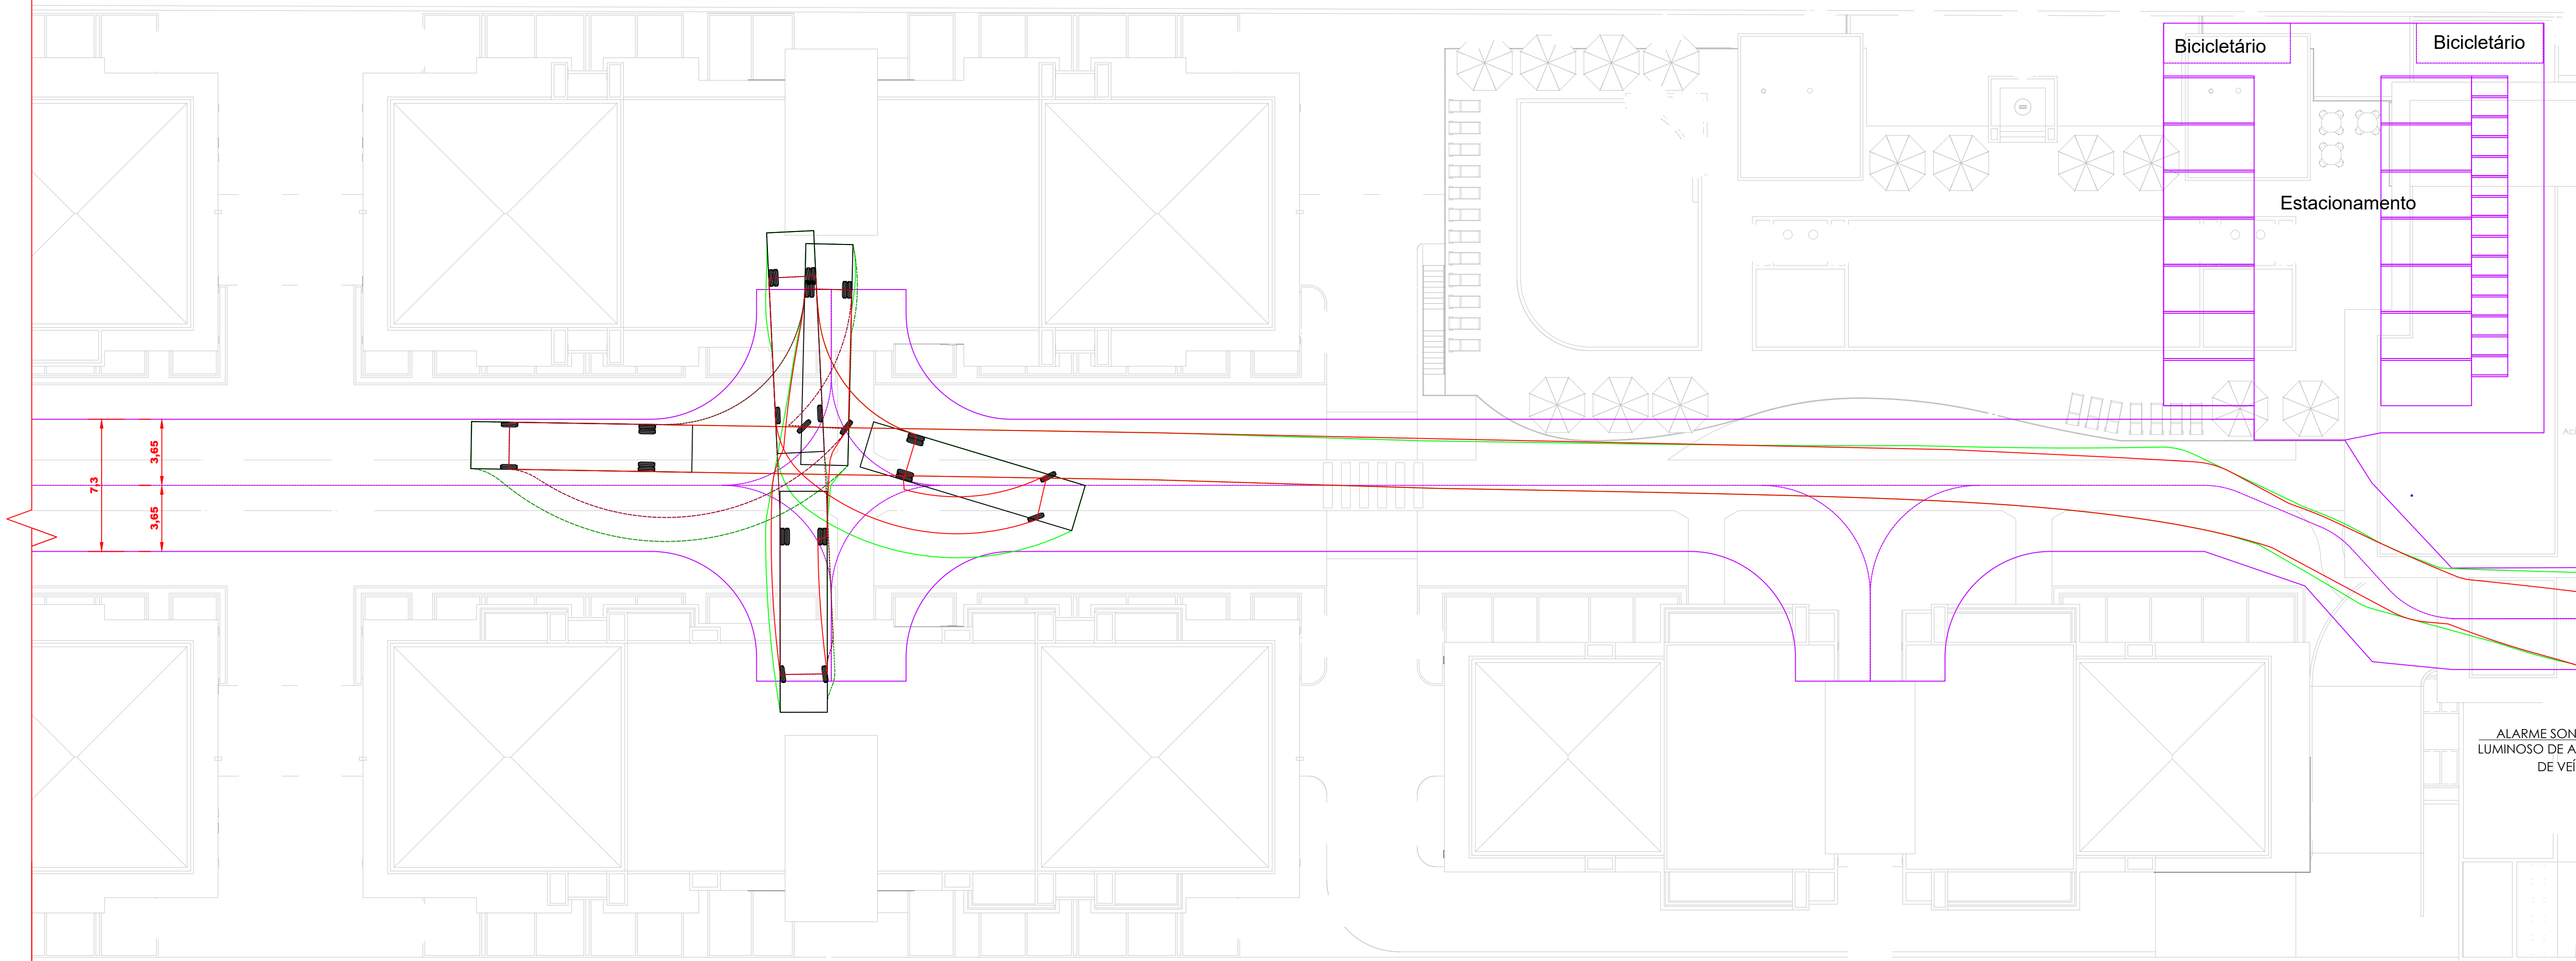 Bicicletário
Bicicletário
Estacionamento
7,3
3,65
3,65
ALARME SON
LUMINOSO DE A
DE VEÍ